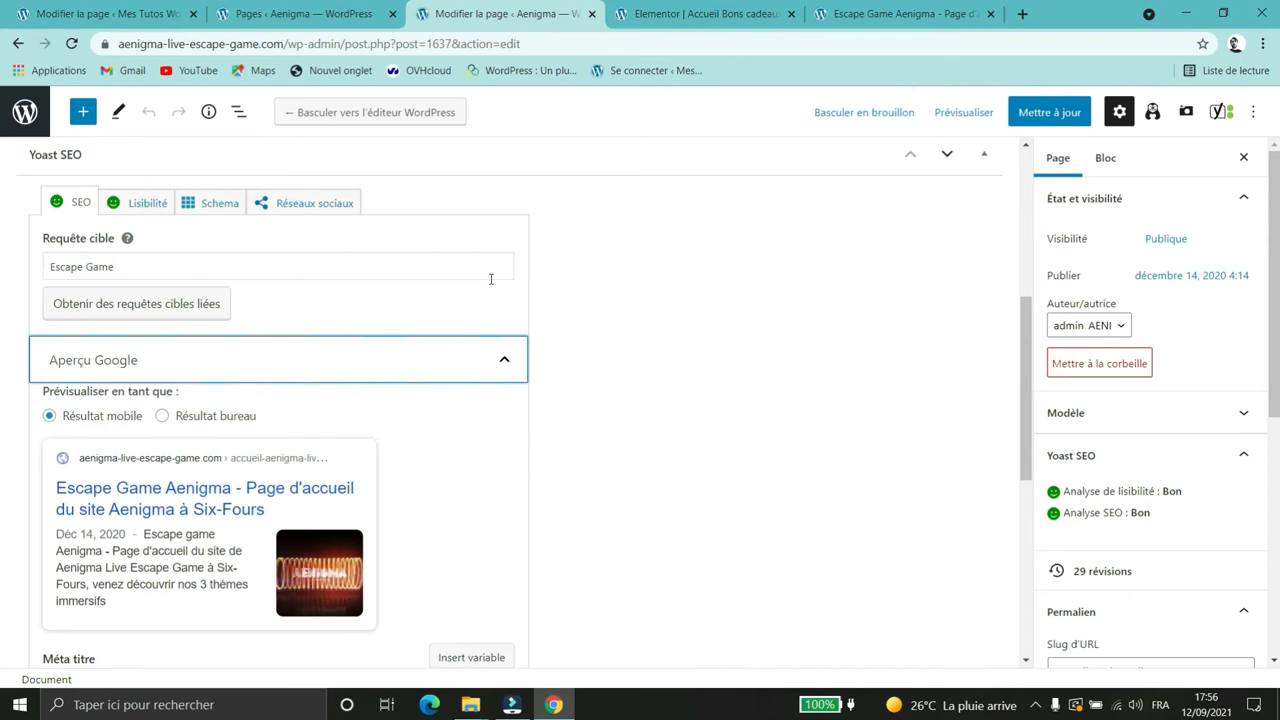 Modifier la page ‹ Mes Tutos Wo
Pages ‹ Aenigma — WordPress
Modifier la page ‹ Aenigma — W
Elementor | Accueil Bons cadeau
Escape Game Aenigma - Page d'
aenigma-live-escape-game.com/wp-admin/post.php?post=1637&action=edit
Applications
Gmail
YouTube
Maps
Nouvel onglet
OVHcloud
WordPress : Un plu...
Se connecter ‹ Mes...
Liste de lecture
← Basculer vers l'éditeur WordPress
Basculer en brouillon
Prévisualiser
Mettre à jour
Yoast SEO
SEO
Lisibilité
Schema
Réseaux sociaux
Requête cible
Escape Game
Obtenir des requêtes cibles liées
Aperçu Google
Prévisualiser en tant que :
Résultat mobile
Résultat bureau
aenigma-live-escape-game.com › accueil-aenigma-liv...
Escape Game Aenigma - Page d'accueil
du site Aenigma à Six-Fours
Déc 14, 2020 - Escape game
Aenigma - Page d'accueil du site de
Aenigma Live Escape Game à Six-
Fours, venez découvrir nos 3 thèmes
immersifs
AENIGMA
Méta titre
Insert variable
Page
Bloc
État et visibilité
Visibilité
Publique
Publier
décembre 14, 2020 4:14
Auteur/autrice
admin AENI
Mettre à la corbeille
Modèle
Yoast SEO
Analyse de lisibilité : Bon
Analyse SEO : Bon
29 révisions
Permalien
Slug d'URL
Document
Taper ici pour rechercher
100%
26°C La pluie arrive
FRA
17:56
12/09/2021